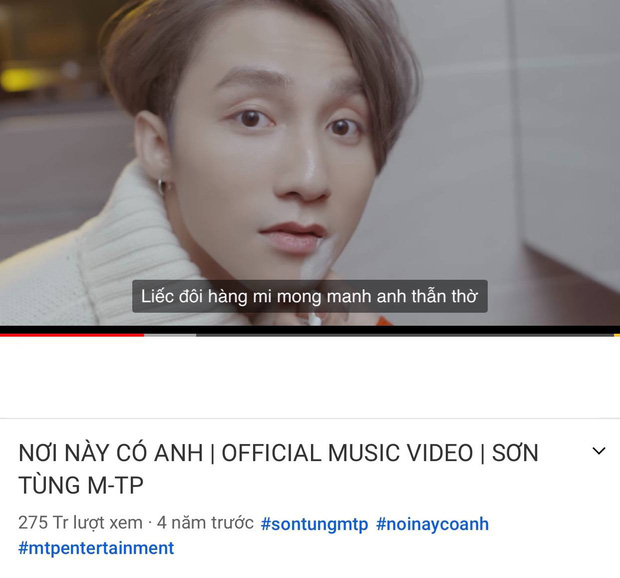 Liếc đôi hàng mi mong manh anh thẫn thờ
NƠI NÀY CÓ ANH | OFFICIAL MUSIC VIDEO | SƠN
TÙNG M-TP
275 Tr lượt xem · 4 năm trước #sontungmtp #noinaycoanh
#mtpentertainment